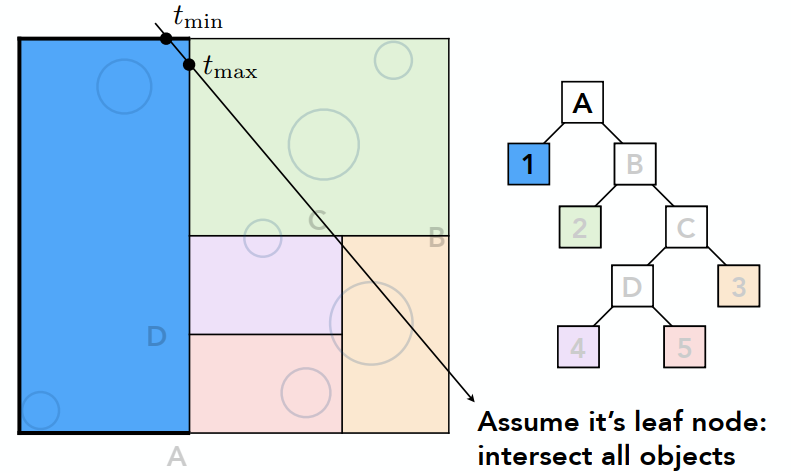 t_min
t_max
A
1
B
2
C
D
3
4
5
C
B
D
A
Assume it's leaf node:
intersect all objects